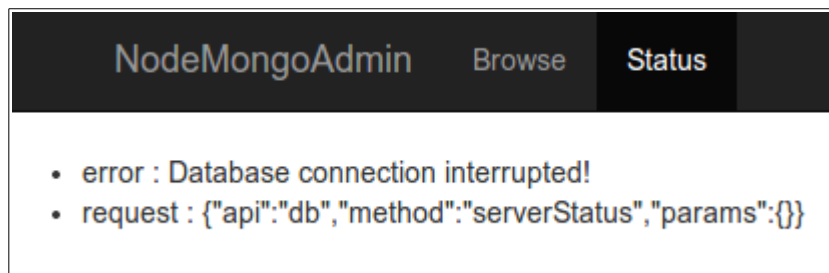 NodeMongoAdmin Browse Status
error : Database connection interrupted!
request : {"api":"db","method":"serverStatus","params":{}}